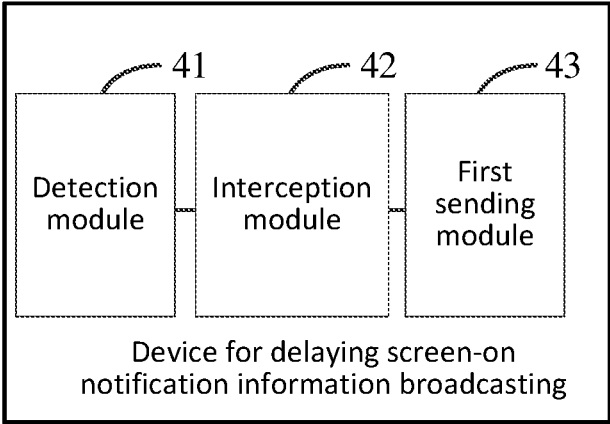 41
42
43
Detection
module
Interception
module
First
sending
module
Device for delaying screen-on
notification information broadcasting